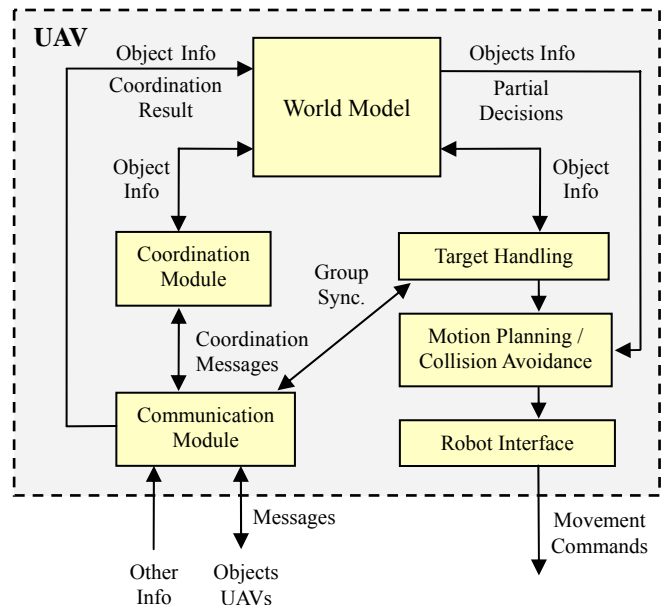 UAV
Object Info
Coordination
Result
World Model
Objects Info
Partial
Decisions
Object
Info
Object
Info
Coordination
Module
Group
Sync.
Target Handling
Coordination
Messages
Motion Planning /
Collision Avoidance
Communication
Module
Robot Interface
Messages
Movement
Commands
Other
Info
Objects
UAVs